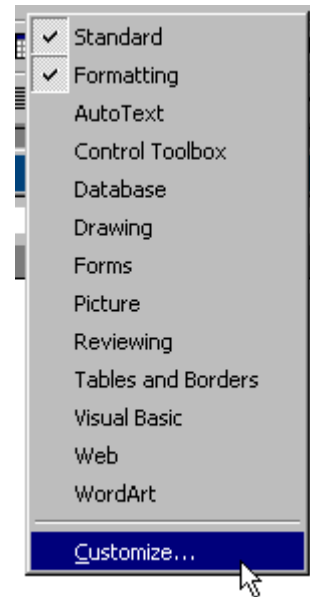 Standard
Formatting
AutoText
Control Toolbox
Database
Drawing
Forms
Picture
Reviewing
Tables and Borders
Visual Basic
Web
WordArt
Customize...